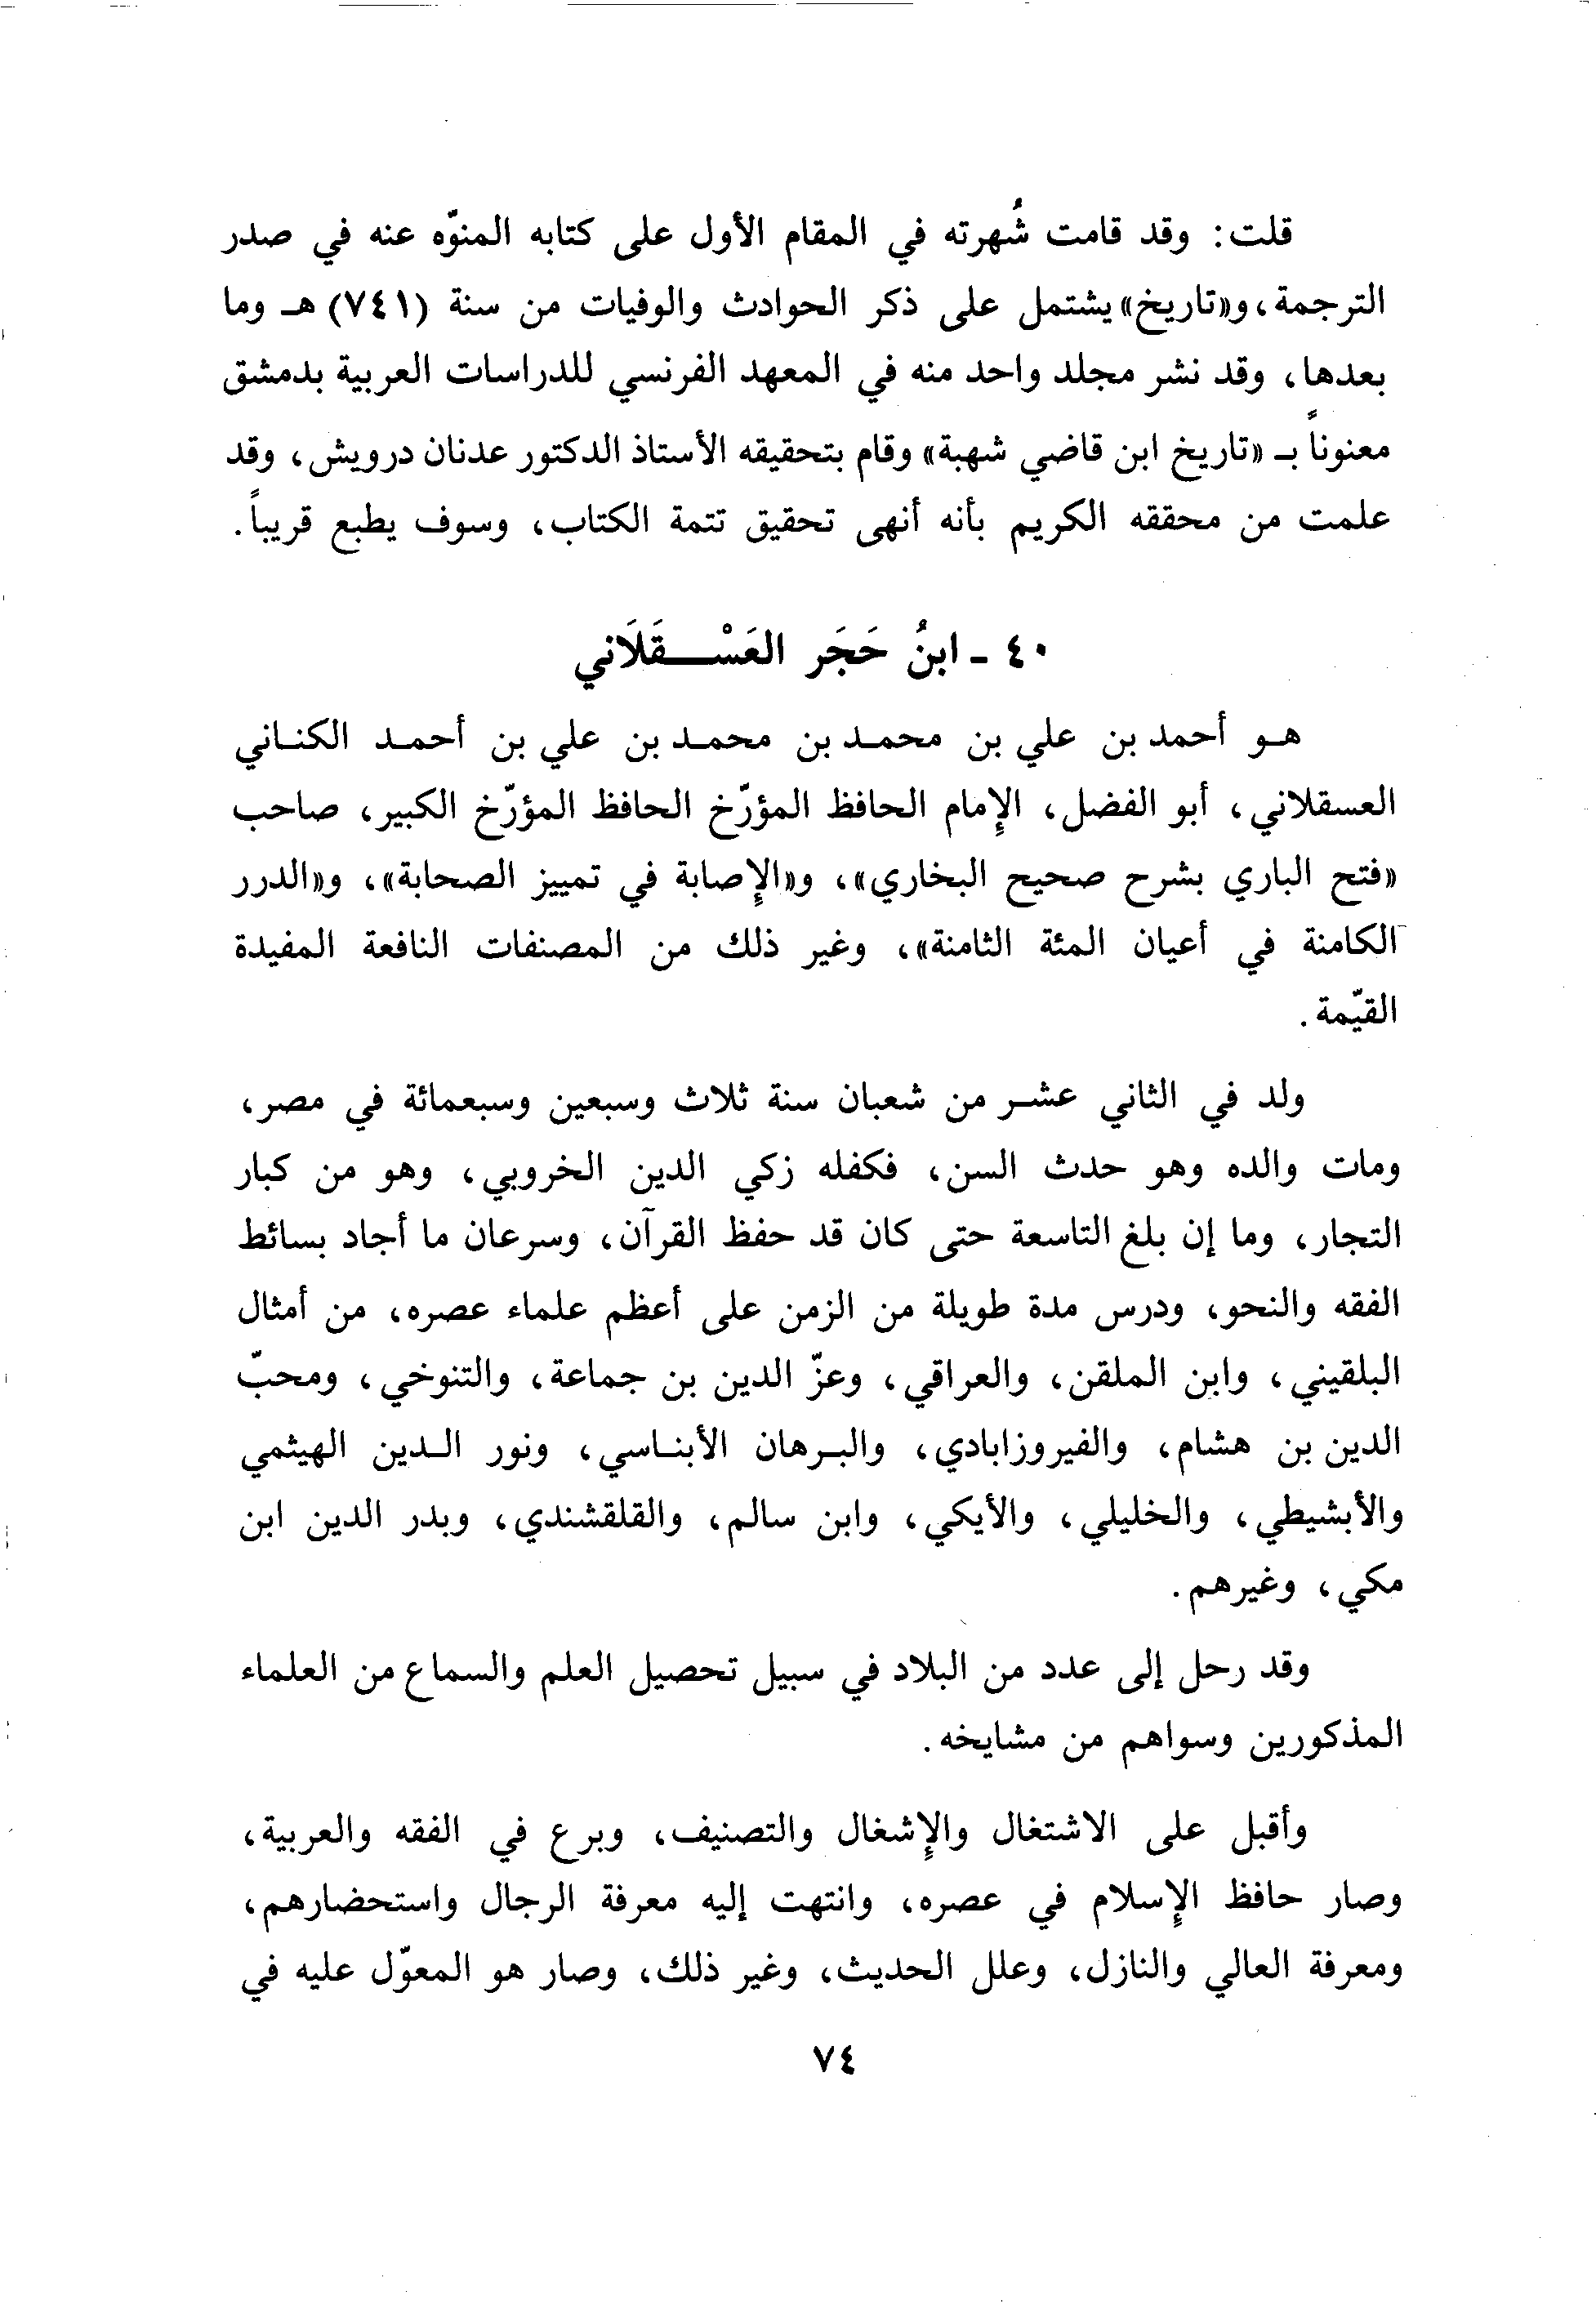 قلت: وقد قامت شُهرته في المقام الأول على كتابه المنوّه عنه في صدر
الترجمة، و«تاريخ» يشتمل على ذكر الحوادث والوفيات من سنة (٧٤١) هـ وما
بعدها، وقد نشر مجلد واحد منه في المعهد الفرنسي للدراسات العربية بدمشق
معنوناً بـ «تاريخ ابن قاضي شهبة» وقام بتحقيقه الأستاذ الدكتور عدنان درويش، وقد
علمت من محققه الكريم بأنه أنهى تحقيق تتمة الكتاب، وسوف يطبع قريباً.
٤٠ - ابنُ حَجَر العَسْقَلَاني
هو أحمد بن علي بن محمد بن محمد بن علي بن أحمد الكناني
العسقلاني، أبو الفضل، الإمام الحافظ المؤرّخ الحافظ المؤرّخ الكبير، صاحب
«فتح الباري بشرح صحيح البخاري»، و«الإصابة في تمييز الصحابة»، و«الدرر
الكامنة في أعيان المئة الثامنة»، وغير ذلك من المصنفات النافعة المفيدة
القيّمة.
ولد في الثاني عشر من شعبان سنة ثلاث وسبعين وسبعمائة في مصر،
ومات والده وهو حدث السن، فكفله زكي الدين الخروبي، وهو من كبار
التجار، وما إن بلغ التاسعة حتى كان قد حفظ القرآن، وسرعان ما أجاد بسائط
الفقه والنحو، ودرس مدة طويلة من الزمن على أعظم علماء عصره، من أمثال
البلقيني، وابن الملقن، والعراقي، وعزّ الدين بن جماعة، والتنوخي، ومحبّ
الدين بن هشام، والفيروزابادي، والبرهان الأبناسي، ونور الدين الهيثمي
والأبشيطي، والخليلي، والأيكي، وابن سالم، والقلقشندي، وبدر الدين ابن
مكي، وغيرهم.
وقد رحل إلى عدد من البلاد في سبيل تحصيل العلم والسماع من العلماء
المذكورين وسواهم من مشايخه.
وأقبل على الاشتغال والإشغال والتصنيف، وبرع في الفقه والعربية،
وصار حافظ الإسلام في عصره، وانتهت إليه معرفة الرجال واستحضارهم،
ومعرفة العالي والنازل، وعلل الحديث، وغير ذلك، وصار هو المعوّل عليه في
٧٤